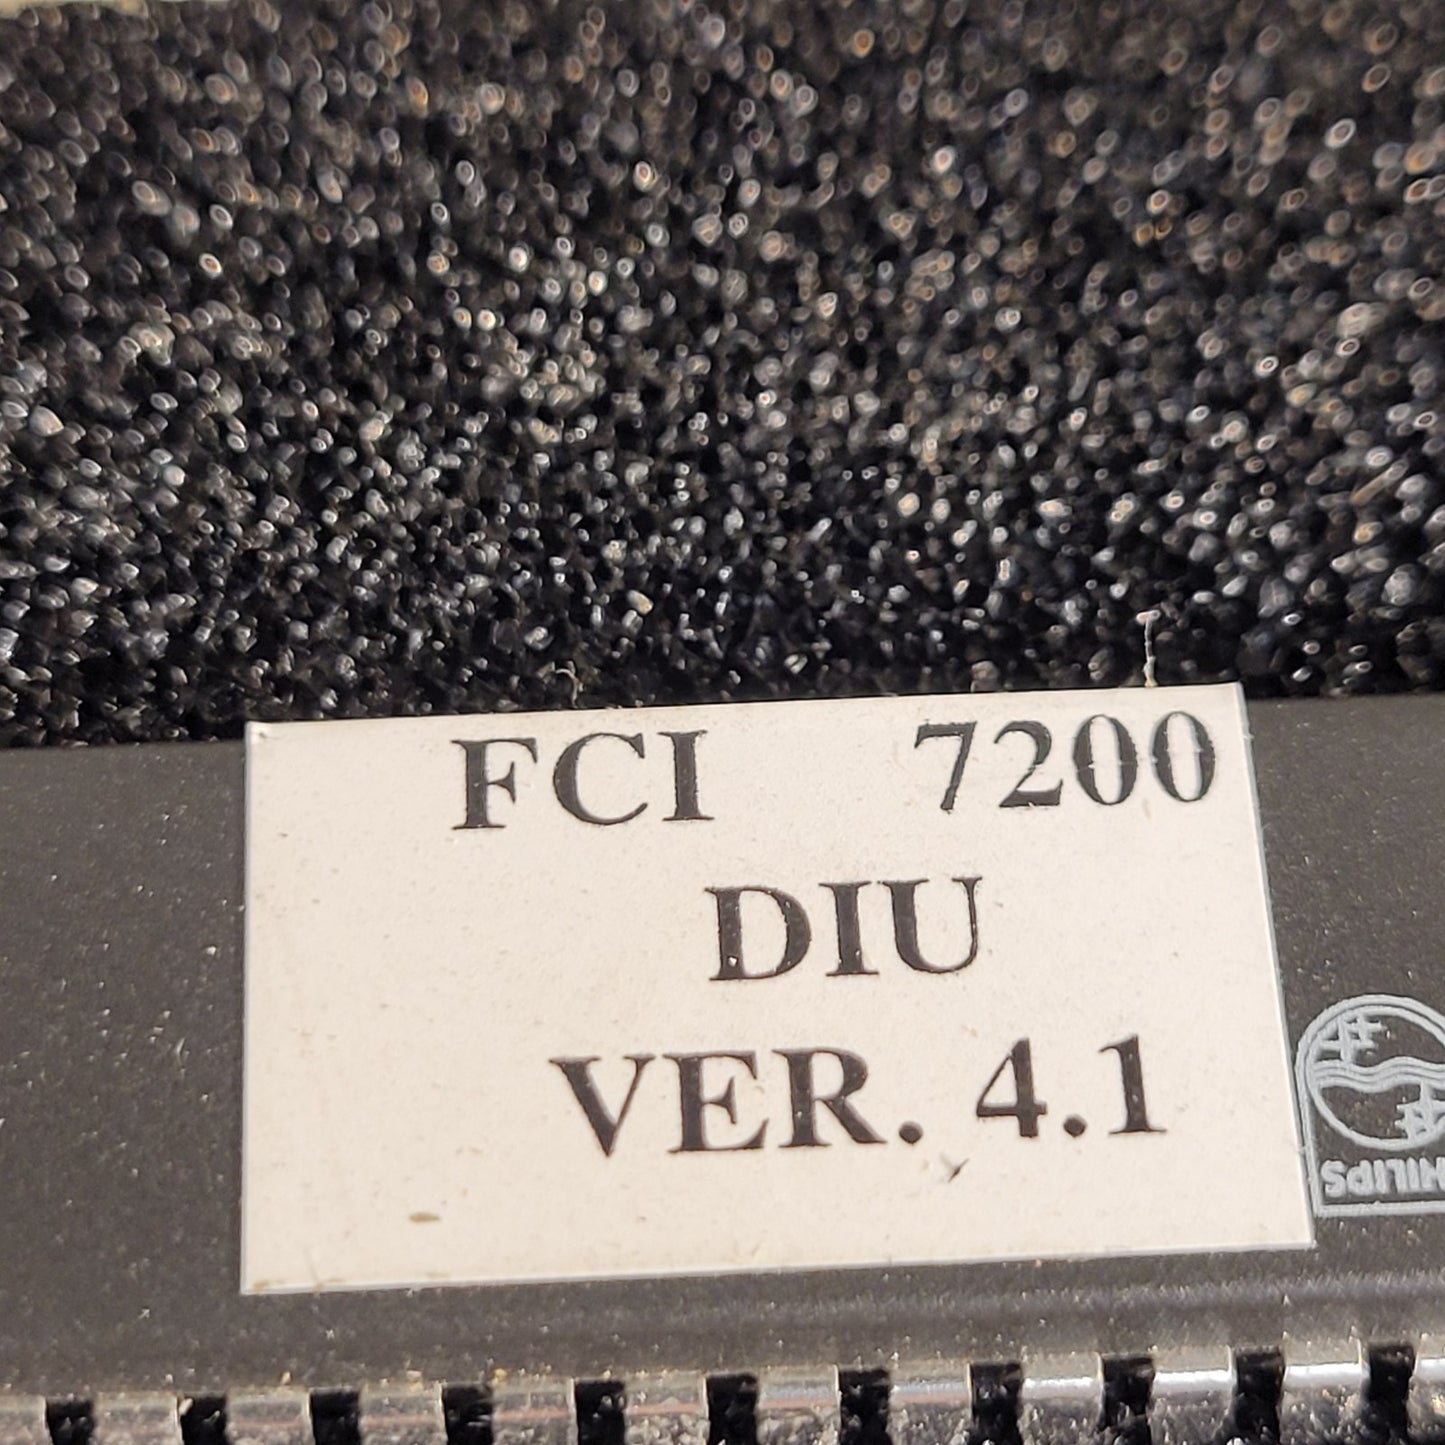 FCI 7200
DIU
VER. 4.1
PHILIPS